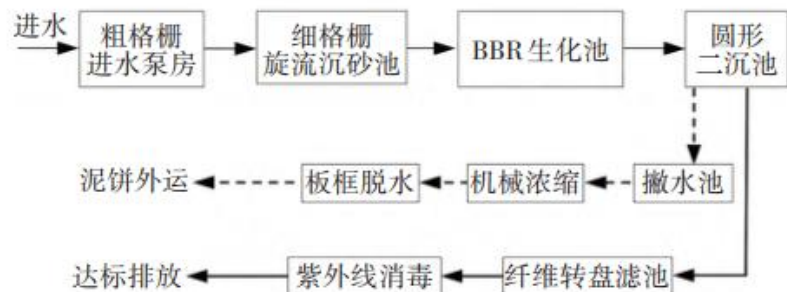 进水
粗格栅
进水泵房
细格栅
旋流沉砂池
BBR生化池
圆形
二沉池
泥饼外运
板框脱水
机械浓缩
撇水池
达标排放
紫外线消毒
纤维转盘滤池